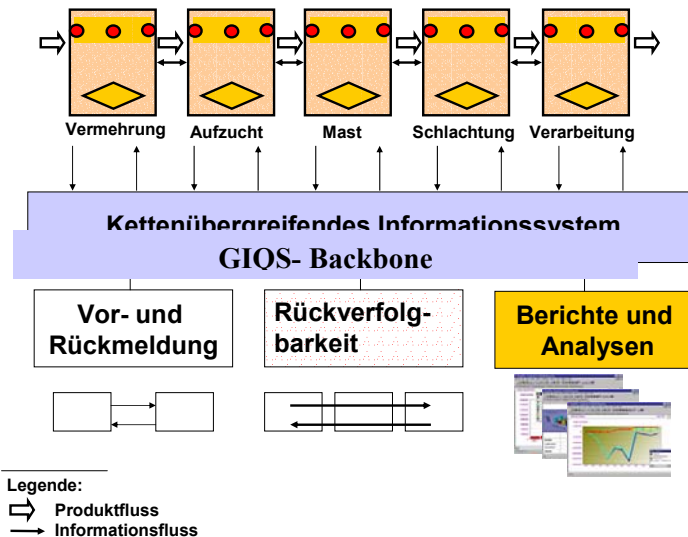 Vermehrung Aufzucht Mast Schlachtung Verarbeitung
Kettenübergreifendes Informationssystem
GIQS- Backbone
Vor- und
Rückmeldung
Rückverfolg-
barkeit
Berichte und
Analysen
Legende:
Produktfluss
Informationsfluss